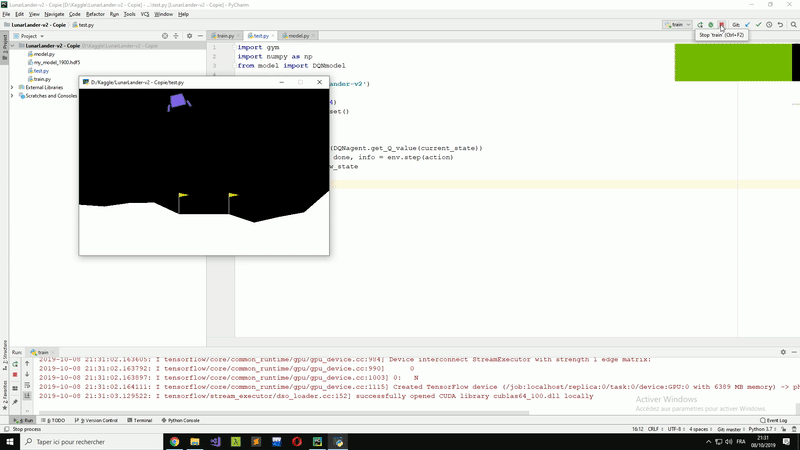 LunarLander-v2 - Copie [D:\Kaggle\LunarLander-v2 - Copie] - ...\test.py [LunarLander-v2 - Copie] - PyCharm
File Edit View Navigate Code Refactor Run Tools VCS Window Help
LunarLander-v2 - Copie test.py train Git:
Stop 'train' (Ctrl+F2)
Project train.py test.py model.py
LunarLander-v2 - Copie D:\Kaggle\LunarLander-v2 - Copie
model.py
my_model_1900.hdf5
test.py
train.py
External Libraries
Scratches and Consoles
1: Project
import gym
import numpy as np
from model import DQNmodel
ander-v2')
4)
set()
(DQNagent.get_Q_value(current_state))
done, info = env.step(action)
w_state
D:/Kaggle/LunarLander-v2 - Copie/test.py
Run: train
2019-10-08 21:31:02.163605: I tensorflow/core/common_runtime/gpu/gpu_device.cc:984] Device interconnect StreamExecutor with strength 1 edge matrix:
2019-10-08 21:31:02.163792: I tensorflow/core/common_runtime/gpu/gpu_device.cc:990] 0
2019-10-08 21:31:02.163897: I tensorflow/core/common_runtime/gpu/gpu_device.cc:1003] 0: N
2019-10-08 21:31:02.164111: I tensorflow/core/common_runtime/gpu/gpu_device.cc:1115] Created TensorFlow device (/job:localhost/replica:0/task:0/device:GPU:0 with 6389 MB memory) -> ph
2019-10-08 21:31:03.129522: I tensorflow/stream_executor/dso_loader.cc:152] successfully opened CUDA library cublas64_100.dll locally
Z: Structure
2: Favorites
Activer Windows
Accédez aux paramètres pour activer Windows.
4: Run 6: TODO 9: Version Control Terminal Python Console Event Log
Stop process 16:12 CRLF UTF-8 4 spaces Git: master Python 3.7
Taper ici pour rechercher FRA 21:31
08/10/2019